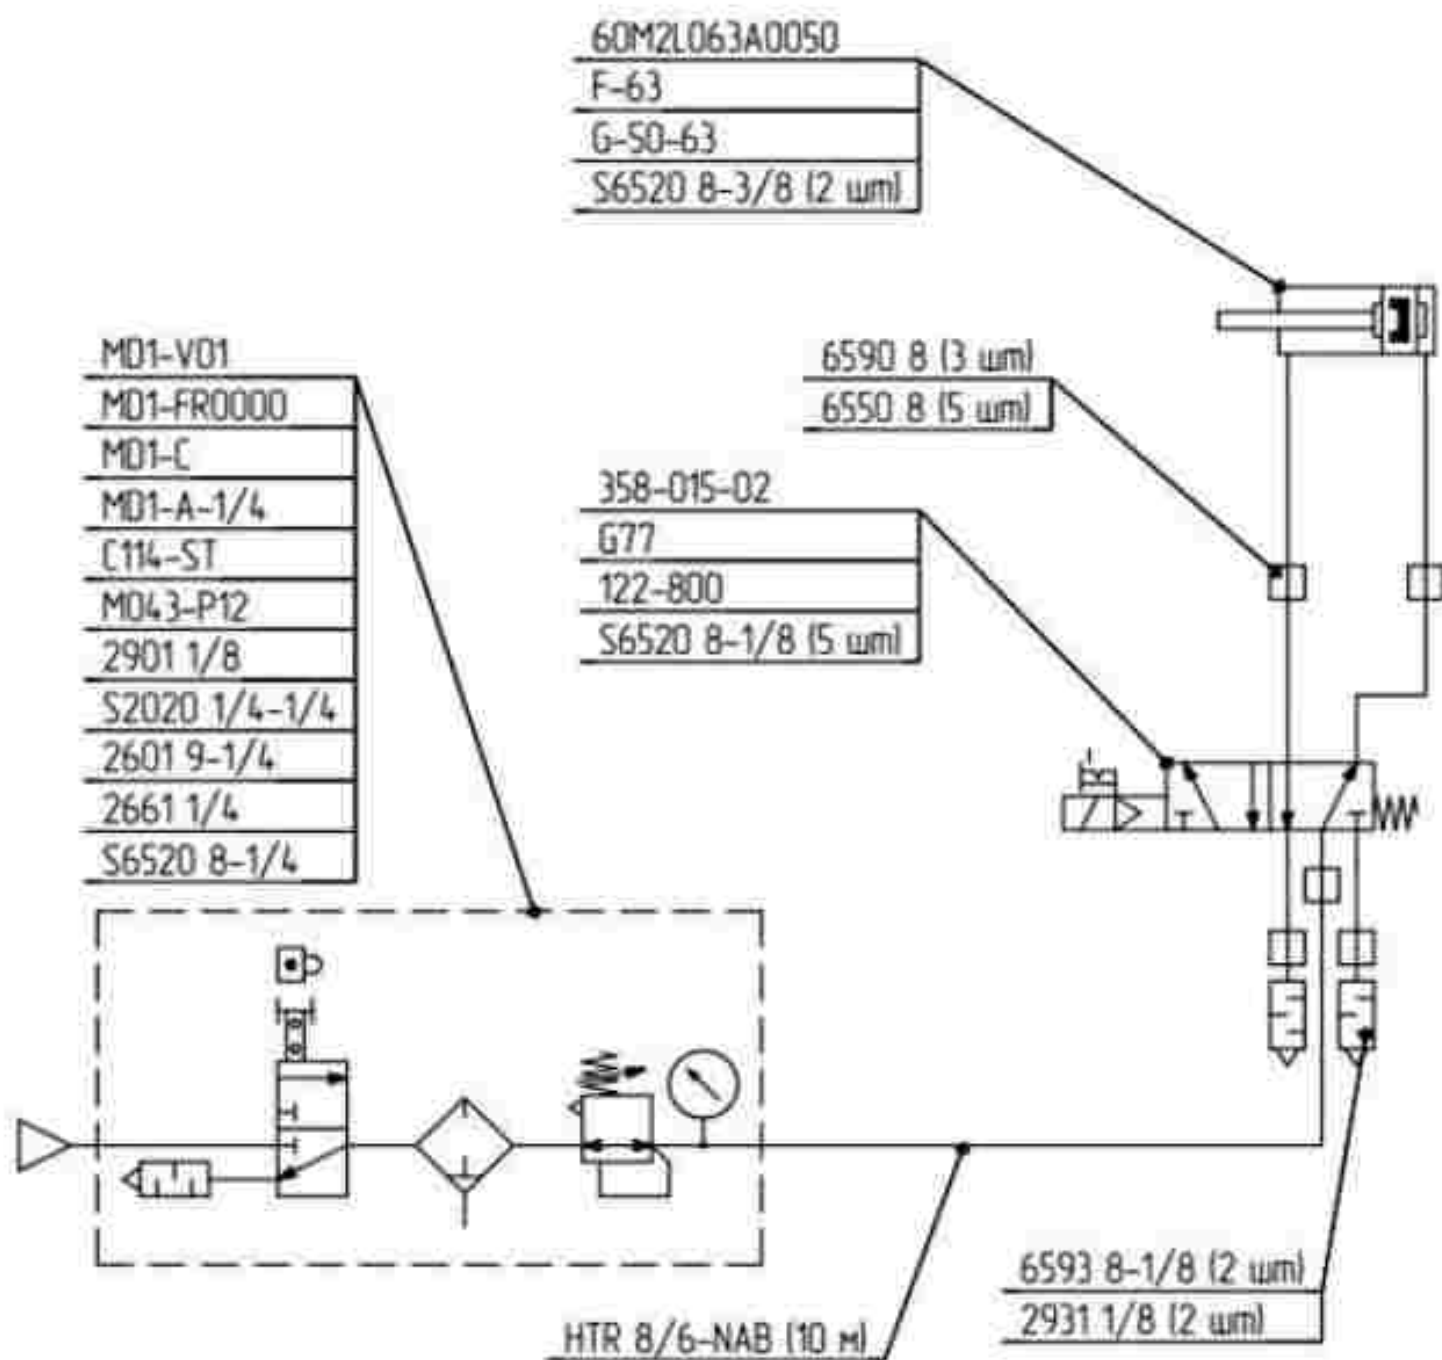 60M2L063A0050
F-63
G-50-63
S6520 8-3/8 (2 шт)
MD1-V01
MD1-FR0000
MD1-C
MD1-A-1/4
C114-ST
M043-P12
2901 1/8
S2020 1/4-1/4
2601 9-1/4
2661 1/4
S6520 8-1/4
6590 8 (3 шт)
6550 8 (5 шт)
358-015-02
G77
122-800
S6520 8-1/8 (5 шт)
6593 8-1/8 (2 шт)
2931 1/8 (2 шт)
HTR 8/6-NAB (10 м)